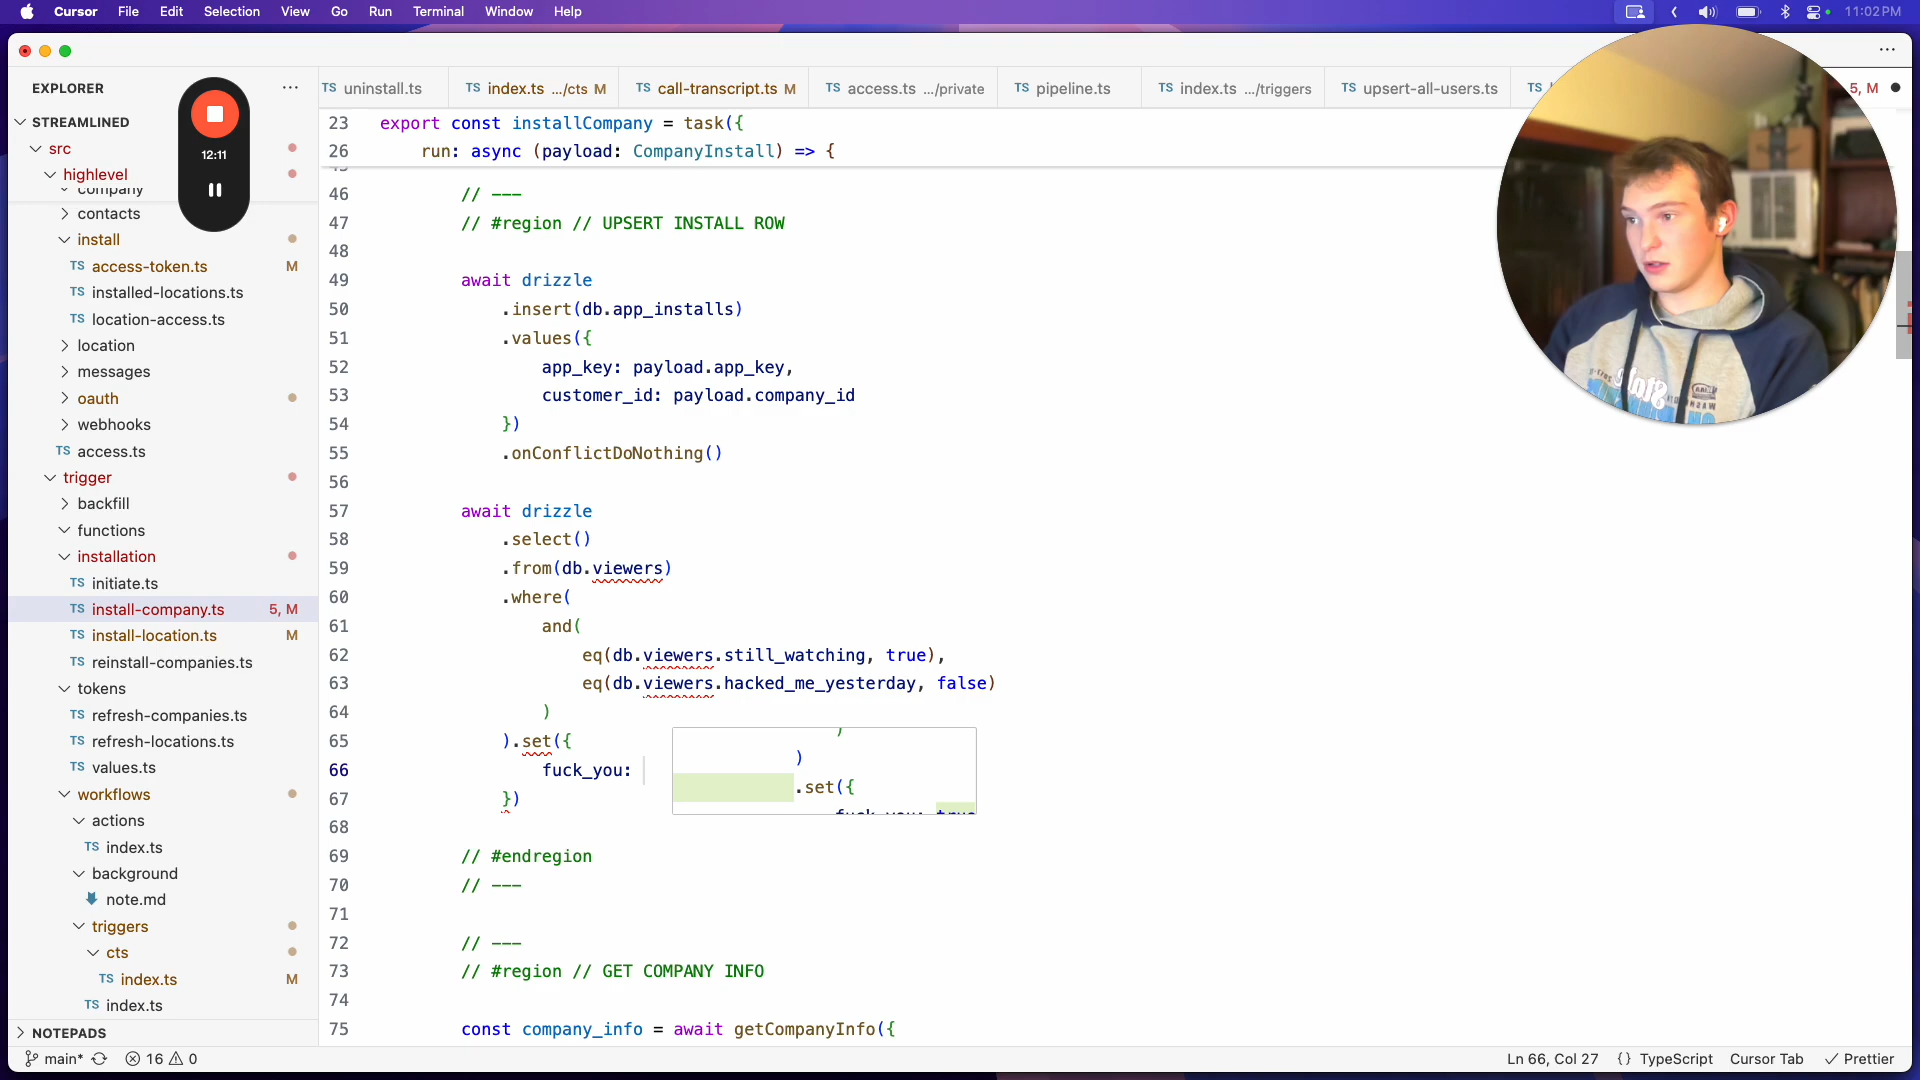 Cursor File Edit Selection View Go Run Terminal Window Help 11:02PM
EXPLORER
STREAMLINED
src
highlevel
company
contacts
install
TS access-token.ts M
TS installed-locations.ts
TS location-access.ts
location
messages
oauth
webhooks
TS access.ts
trigger
backfill
functions
installation
TS initiate.ts
TS install-company.ts 5, M
TS install-location.ts M
TS reinstall-companies.ts
tokens
TS refresh-companies.ts
TS refresh-locations.ts
TS values.ts
workflows
actions
TS index.ts
background
note.md
triggers
cts
TS index.ts M
TS index.ts
NOTEPADS
12:11
TS uninstall.ts TS index.ts .../cts M TS call-transcript.ts M TS access.ts .../private TS pipeline.ts TS index.ts .../triggers TS upsert-all-users.ts TS 5, M
23 export const installCompany = task({
26 run: async (payload: CompanyInstall) => {
45
46 // ---
47 // #region // UPSERT INSTALL ROW
48
49 await drizzle
50 .insert(db.app_installs)
51 .values({
52 app_key: payload.app_key,
53 customer_id: payload.company_id
54 })
55 .onConflictDoNothing()
56
57 await drizzle
58 .select()
59 .from(db.viewers)
60 .where(
61 and(
62 eq(db.viewers.still_watching, true),
63 eq(db.viewers.hacked_me_yesterday, false)
64 )
65 ).set({
66 fuck_you:
67 })
68
69 // #endregion
70 // ---
71
72 // ---
73 // #region // GET COMPANY INFO
74
75 const company_info = await getCompanyInfo({
)
)
.set({
fuck_you: true
main* 16 0 Ln 66, Col 27 {} TypeScript Cursor Tab Prettier